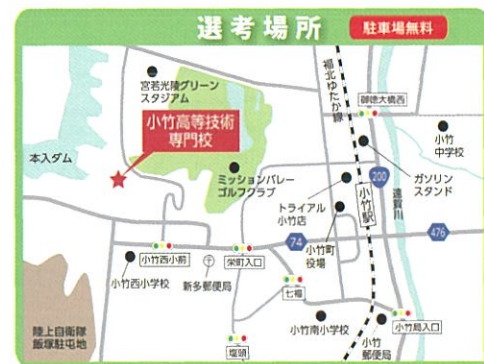 選考場所
駐車場無料
宮若光陵グリーン
スタジアム
小竹高等技術
専門校
本入ダム
ミッションバレー
ゴルフクラブ
福北ゆたか線
御徳大橋西
小竹
中学校
ガソリン
スタンド
トライアル
小竹店
小竹駅
200
遠賀川
小竹町
役場
74
476
小竹西小前
栄町入口
小竹西小学校
新多郵便局
七福
陸上自衛隊
飯塚駐屯地
塩頭
小竹南小学校
小竹
郵便局
小竹局入口